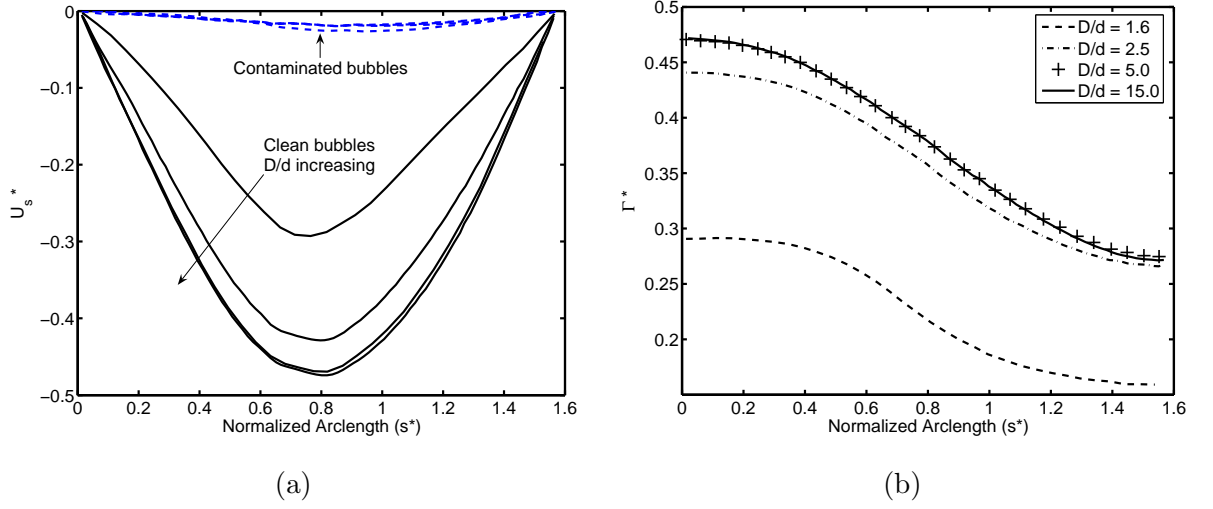 0
−0.1
−0.2
−0.3
−0.4
−0.5
U_s*
Contaminated bubbles
Clean bubbles
D/d increasing
0 0.2 0.4 0.6 0.8 1 1.2 1.4 1.6
Normalized Arclength (s*)
(a)
0.45
0.4
0.35
0.3
0.25
0.2
Γ*
D/d = 1.6
D/d = 2.5
D/d = 5.0
D/d = 15.0
0 0.2 0.4 0.6 0.8 1 1.2 1.4 1.6
Normalized Arclength (s*)
(b)